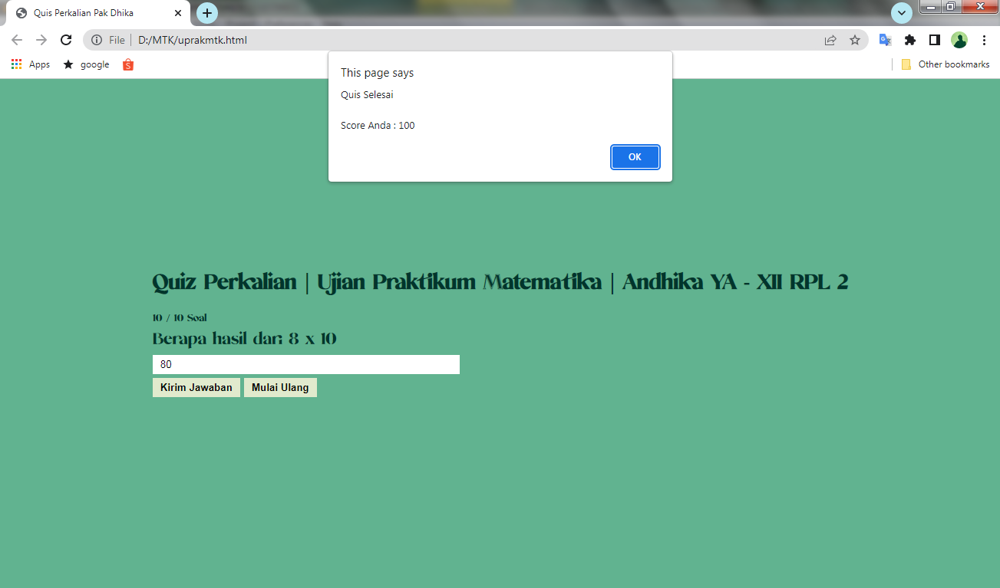 Quis Perkalian Pak Dhika
File | D:/MTK/uprakmtk.html
Apps google Other bookmarks
This page says
Quis Selesai
Score Anda : 100
OK
Quiz Perkalian | Ujian Praktikum Matematika | Andhika YA - XII RPL 2
10 / 10 Soal
Berapa hasil dari 8 x 10
80
Kirim Jawaban Mulai Ulang